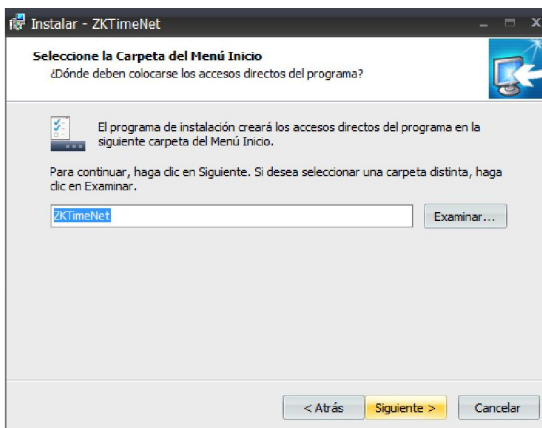 Instalar - ZKTimeNet
Seleccione la Carpeta del Menú Inicio
¿Dónde deben colocarse los accesos directos del programa?
El programa de instalación creará los accesos directos del programa en la
siguiente carpeta del Menú Inicio.
Para continuar, haga clic en Siguiente. Si desea seleccionar una carpeta distinta, haga
clic en Examinar.
ZKTimeNet
Examinar...
< Atrás
Siguiente >
Cancelar